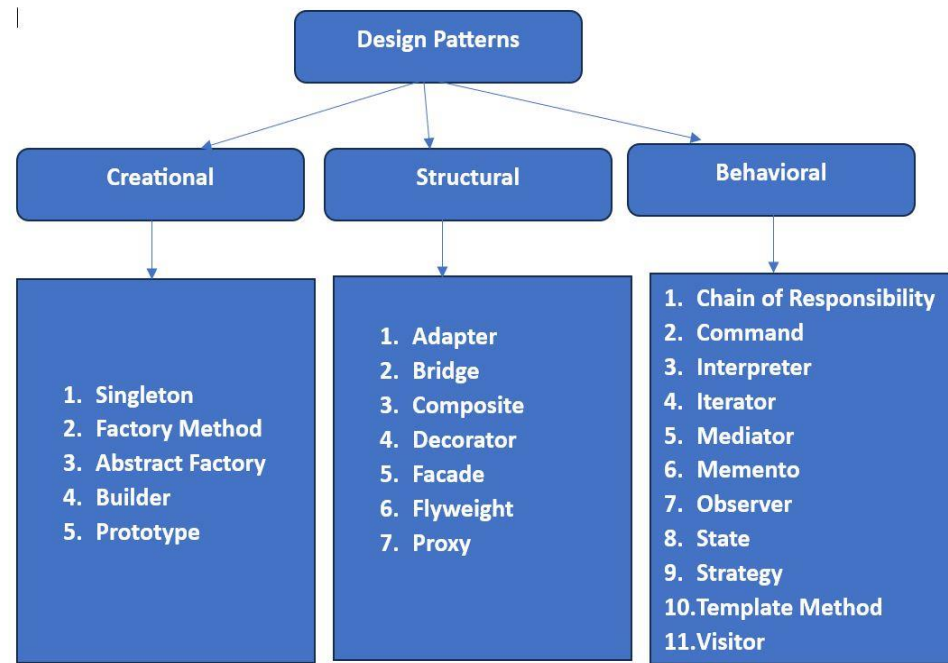 Design Patterns
Creational
Structural
Behavioral
1. Singleton
2. Factory Method
3. Abstract Factory
4. Builder
5. Prototype
1. Adapter
2. Bridge
3. Composite
4. Decorator
5. Facade
6. Flyweight
7. Proxy
1. Chain of Responsibility
2. Command
3. Interpreter
4. Iterator
5. Mediator
6. Memento
7. Observer
8. State
9. Strategy
10.Template Method
11.Visitor